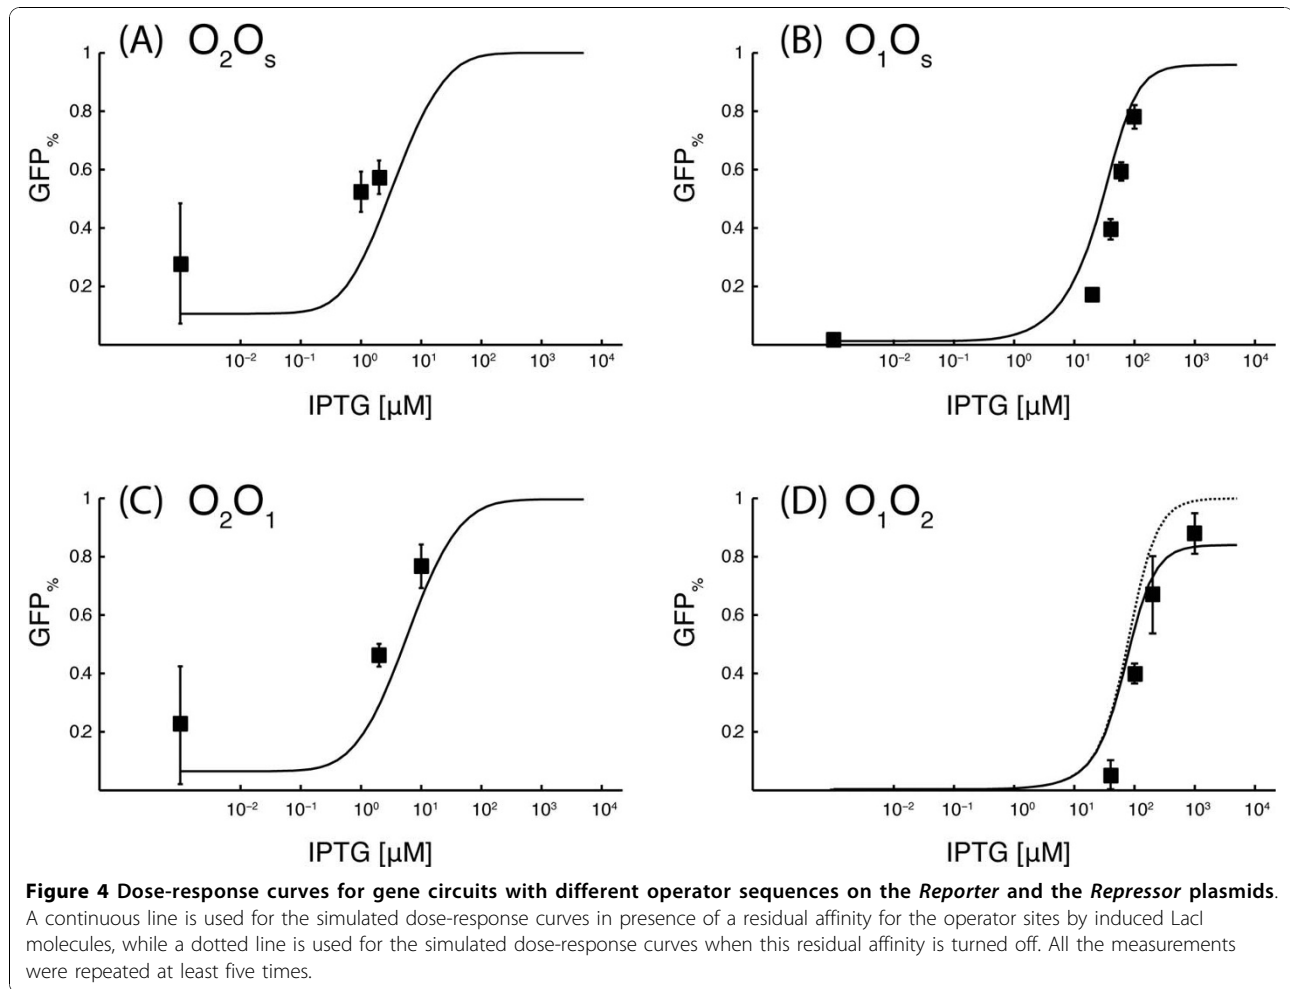 (A) O2Os
1
0.8
0.6
0.4
0.2
GFP%
10⁻² 10⁻¹ 10⁰ 10¹ 10² 10³ 10⁴
IPTG [µM]
(B) O1Os
1
0.8
0.6
0.4
0.2
GFP%
10⁻² 10⁻¹ 10⁰ 10¹ 10² 10³ 10⁴
IPTG [µM]
(C) O2O1
1
0.8
0.6
0.4
0.2
GFP%
10⁻² 10⁻¹ 10⁰ 10¹ 10² 10³ 10⁴
IPTG [µM]
(D) O1O2
1
0.8
0.6
0.4
0.2
GFP%
10⁻² 10⁻¹ 10⁰ 10¹ 10² 10³ 10⁴
IPTG [µM]
Figure 4 Dose-response curves for gene circuits with different operator sequences on the Reporter and the Repressor plasmids.
A continuous line is used for the simulated dose-response curves in presence of a residual affinity for the operator sites by induced LacI
molecules, while a dotted line is used for the simulated dose-response curves when this residual affinity is turned off. All the measurements
were repeated at least five times.